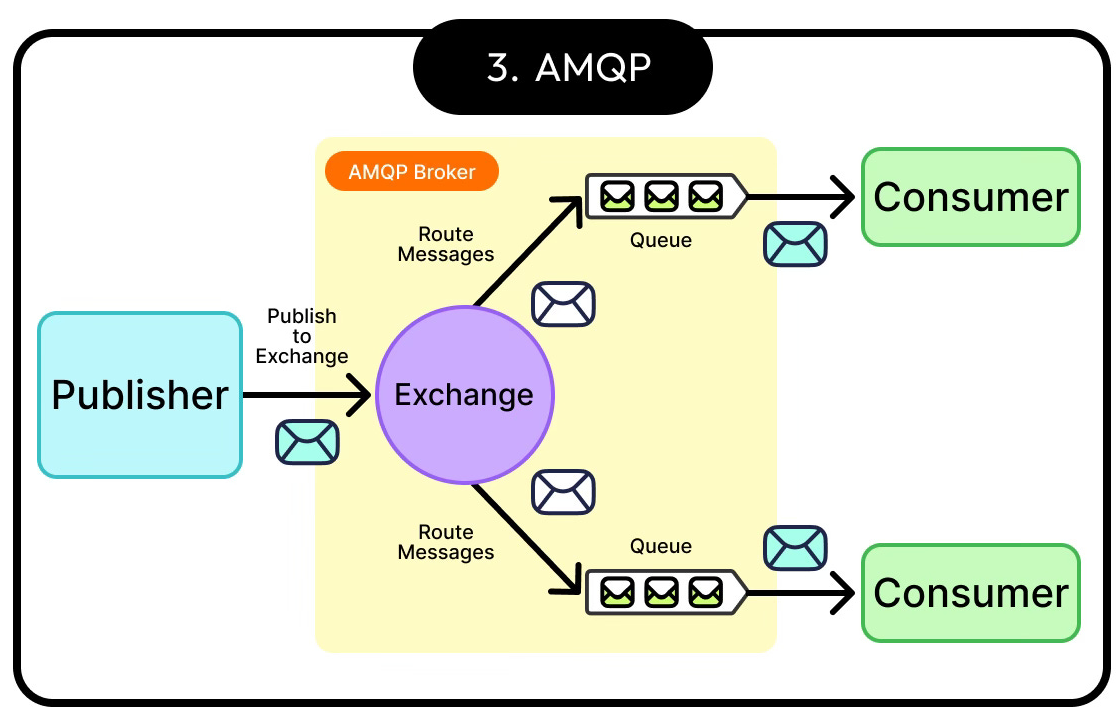 3. AMQP
AMQP Broker
Route
Messages
Queue
Consumer
Publish
to
Exchange
Publisher
Exchange
Route
Messages
Queue
Consumer